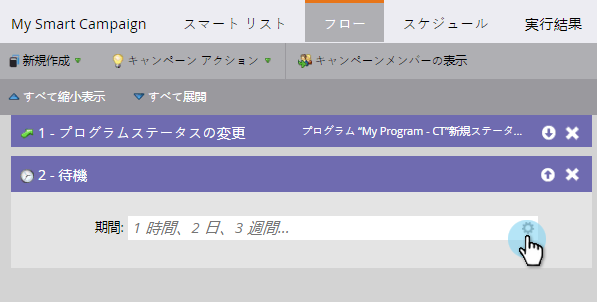 My Smart Campaign スマート リスト フロー スケジュール 実行結果
新規作成 キャンペーン アクション キャンペーンメンバーの表示
すべて縮小表示 すべて展開
1 - プログラムステータスの変更 プログラム “My Program - CT”新規ステータ...
2 - 待機
期間: 1 時間、2 日、3 週間...